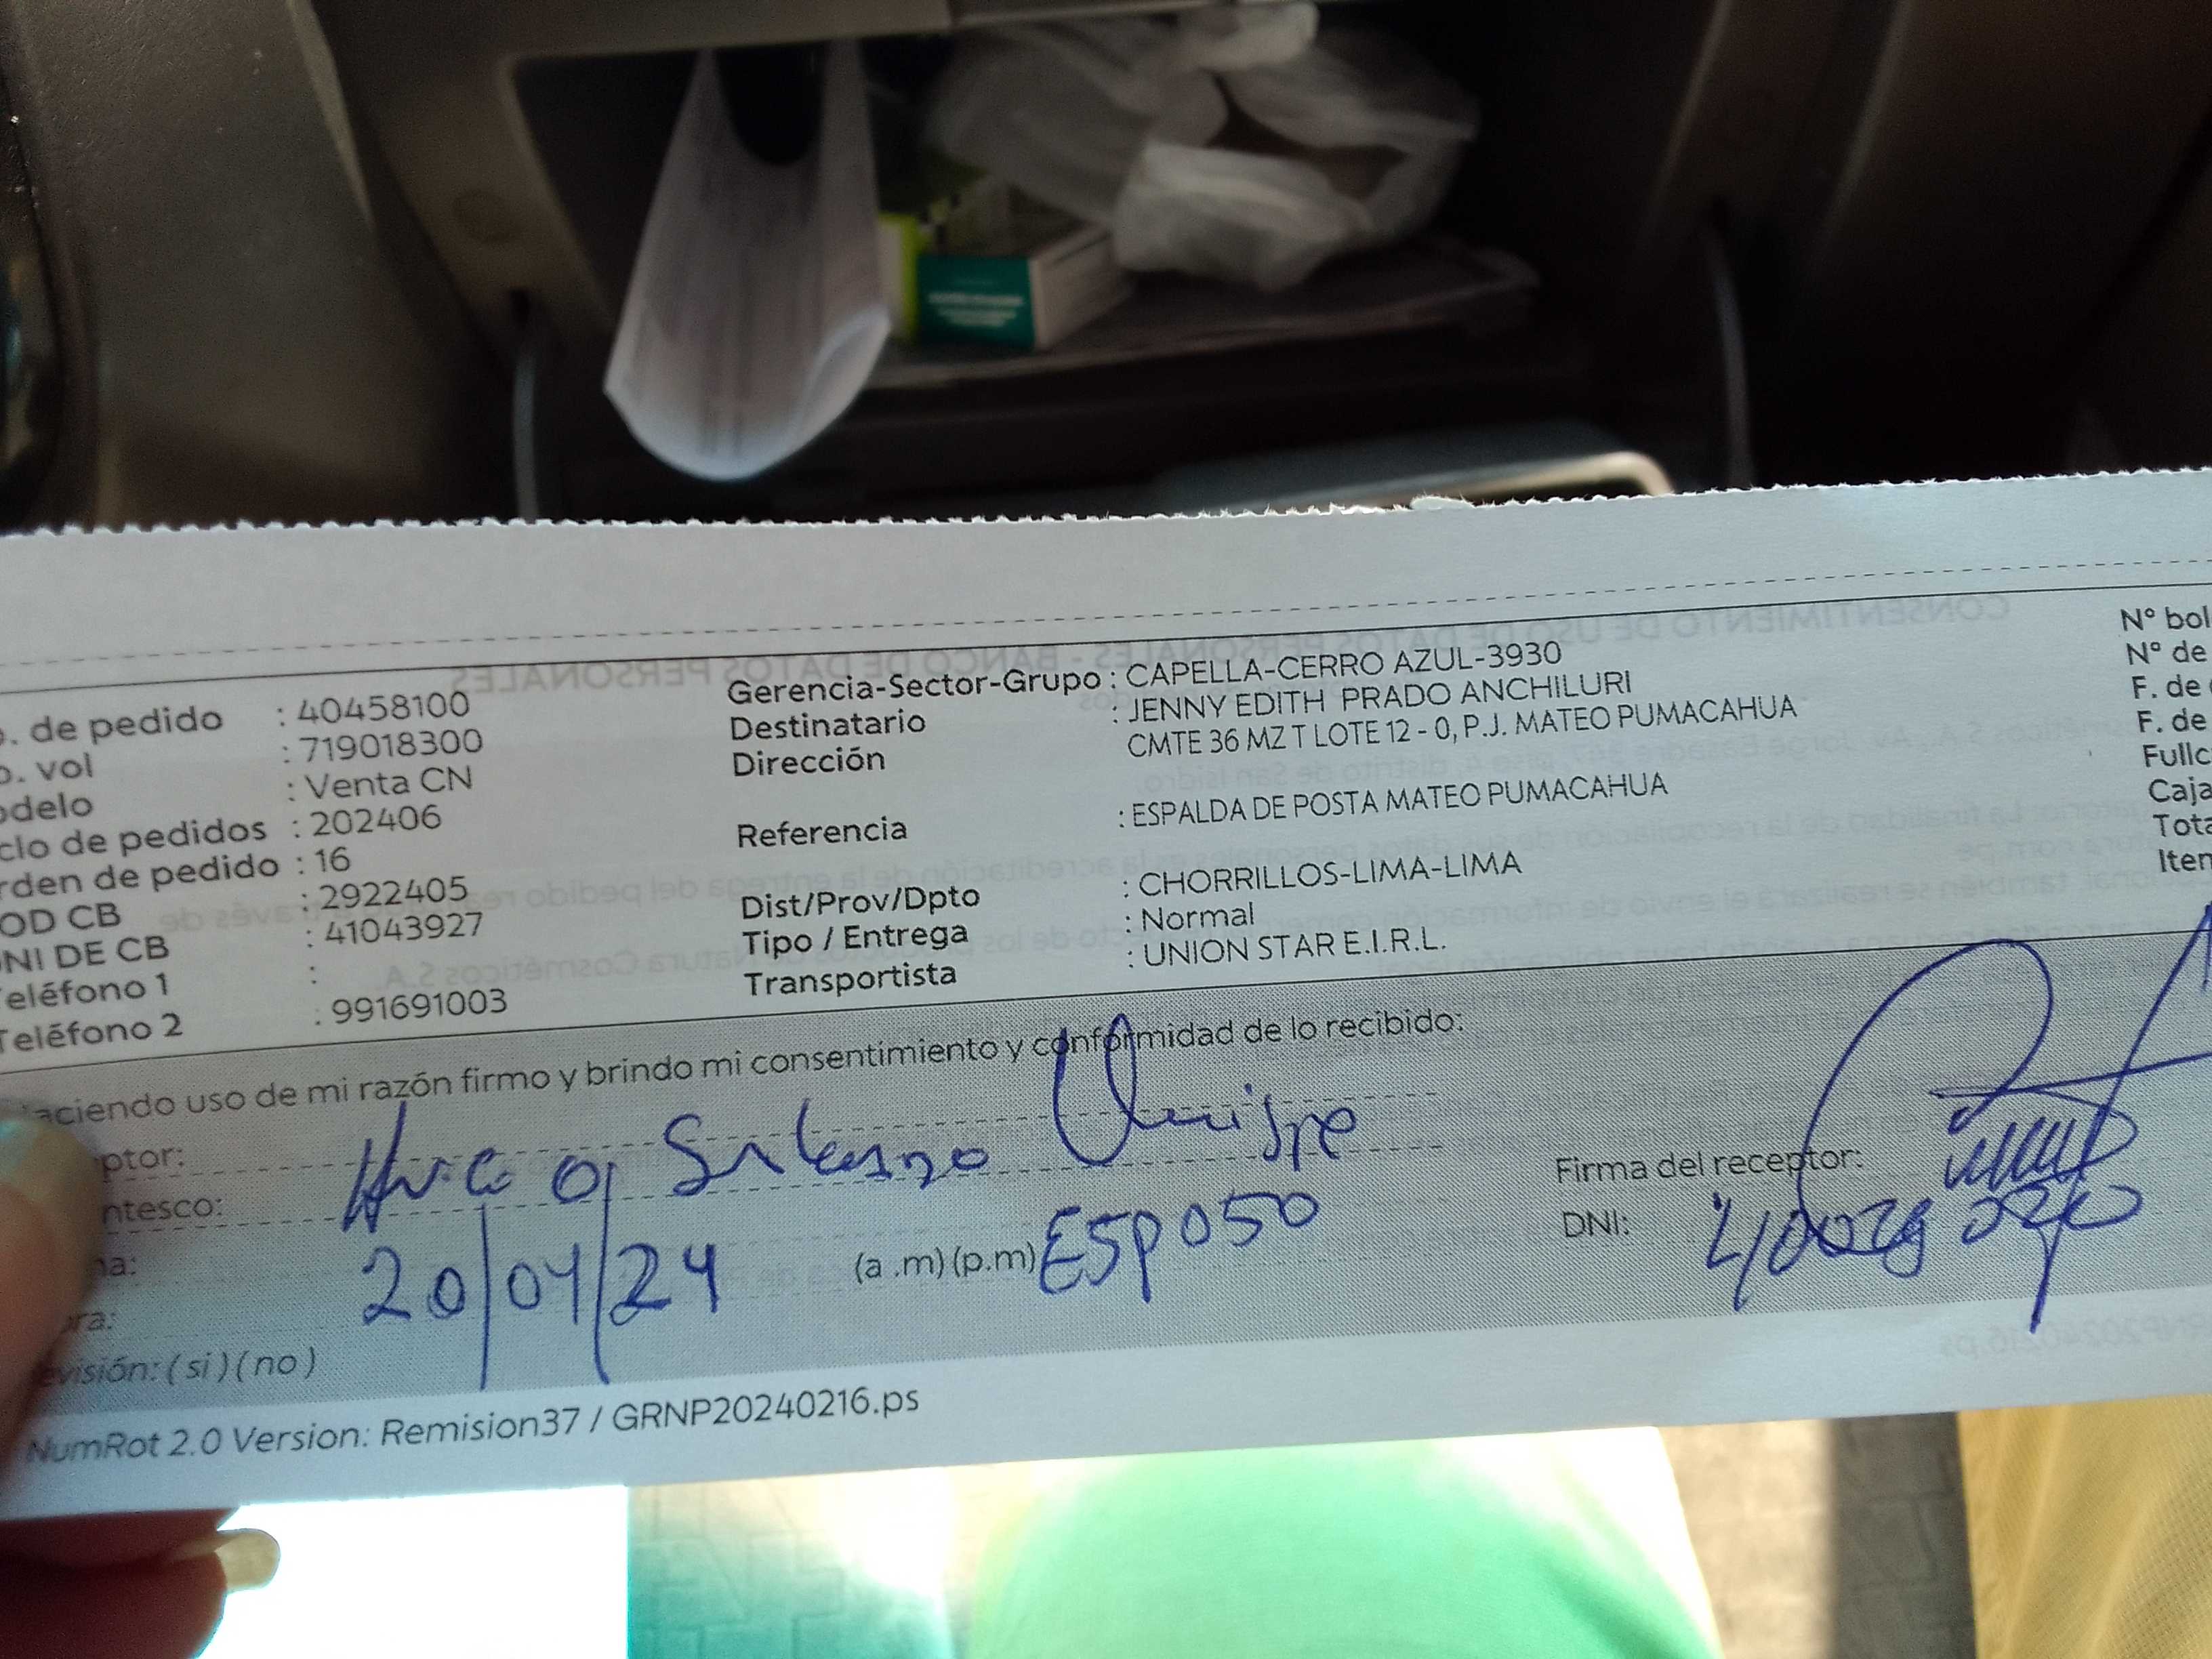 . de pedido : 40458100
. vol : 719018300
odelo : Venta CN
clo de pedidos : 202406
rden de pedido : 16
OD CB : 2922405
NI DE CB : 41043927
eléfono 1 :
Teléfono 2 : 991691003
Gerencia-Sector-Grupo : CAPELLA-CERRO AZUL-3930
Destinatario : JENNY EDITH PRADO ANCHILURI
Dirección CMTE 36 MZ T LOTE 12 - 0, P.J. MATEO PUMACAHUA
Referencia : ESPALDA DE POSTA MATEO PUMACAHUA
Dist/Prov/Dpto : CHORRILLOS-LIMA-LIMA
Tipo / Entrega : Normal
Transportista : UNION STAR E.I.R.L.
N° bol
N° de
F. de
F. de
Fullc
Caja
Tota
Iten
aciendo uso de mi razón firmo y brindo mi consentimiento y conformidad de lo recibido:
ptor:
ntesco: Quispe
na: 20/04/24 (a .m) (p.m) ESPOSO
ra:
evisión: ( si ) ( no )
Firma del receptor:
DNI:
NumRot 2.0 Version: Remision37 / GRNP20240216.ps